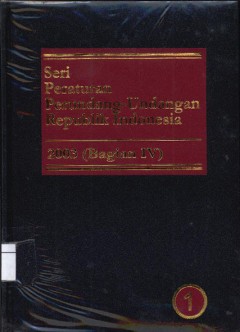 Seri
Peraturan
Perundang-Undangan
Republik Indonesia
2003 (Bagian IV)
1